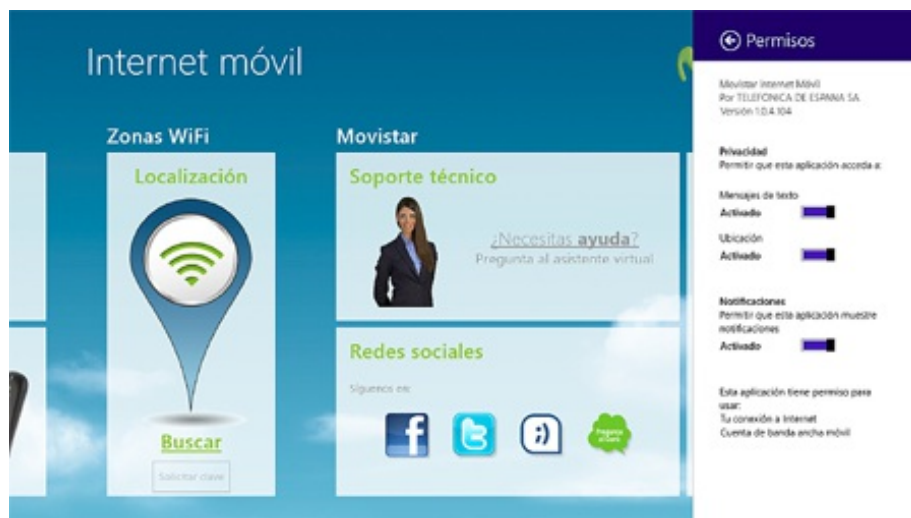 Internet móvil
Zonas WiFi
Localización
Buscar
Solicitar clave
Movistar
Soporte técnico
¿Necesitas ayuda?
Pregunta al asistente virtual
Redes sociales
Síguenos en:
Permisos
Movistar Internet Móvil
Por TELEFONICA DE ESPANA SA
Versión 1.0.4.104
Privacidad
Permitir que esta aplicación acceda a:
Mensajes de texto
Activado
Ubicación
Activado
Notificaciones
Permitir que esta aplicación muestre
notificaciones
Activado
Esta aplicación tiene permiso para
usar:
Tu conexión a Internet
Cuenta de banda ancha móvil